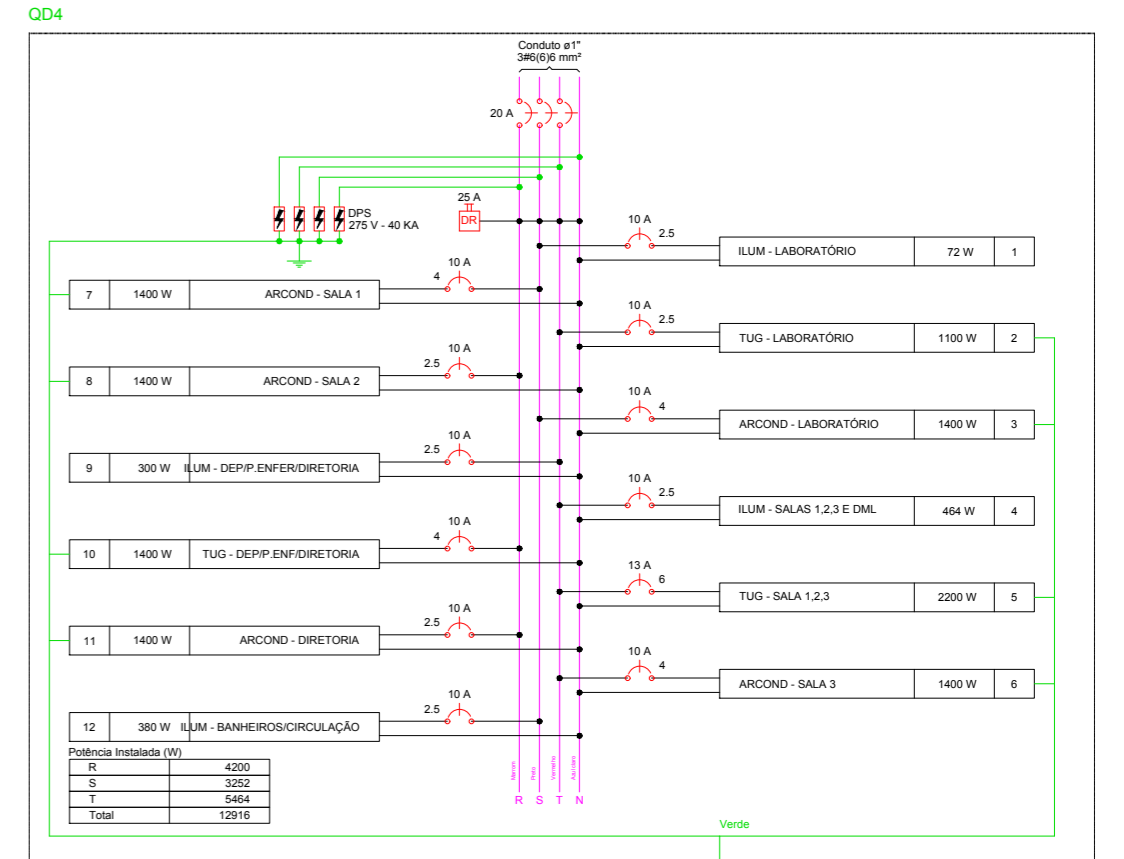 QD4
Conduto ø1"
3#6(6)6 mm²
20 A
DPS
275 V - 40 KA
25 A
DR
10 A
2.5
ILUM - LABORATÓRIO 72 W 1
10 A
4
7 1400 W ARCOND - SALA 1
10 A
2.5
TUG - LABORATÓRIO 1100 W 2
10 A
2.5
8 1400 W ARCOND - SALA 2
10 A
4
ARCOND - LABORATÓRIO 1400 W 3
10 A
2.5
9 300 W ILUM - DEP/P.ENFER/DIRETORIA
10 A
2.5
ILUM - SALAS 1,2,3 E DML 464 W 4
10 A
4
10 1400 W TUG - DEP/P.ENF/DIRETORIA
13 A
6
TUG - SALA 1,2,3 2200 W 5
10 A
2.5
11 1400 W ARCOND - DIRETORIA
10 A
4
ARCOND - SALA 3 1400 W 6
10 A
2.5
12 380 W ILUM - BANHEIROS/CIRCULAÇÃO
Potência Instalada (W)
R 4200
S 3252
T 5464
Total 12916
Marrom
Preto
Vermelho
Azul claro
R S T N
Verde